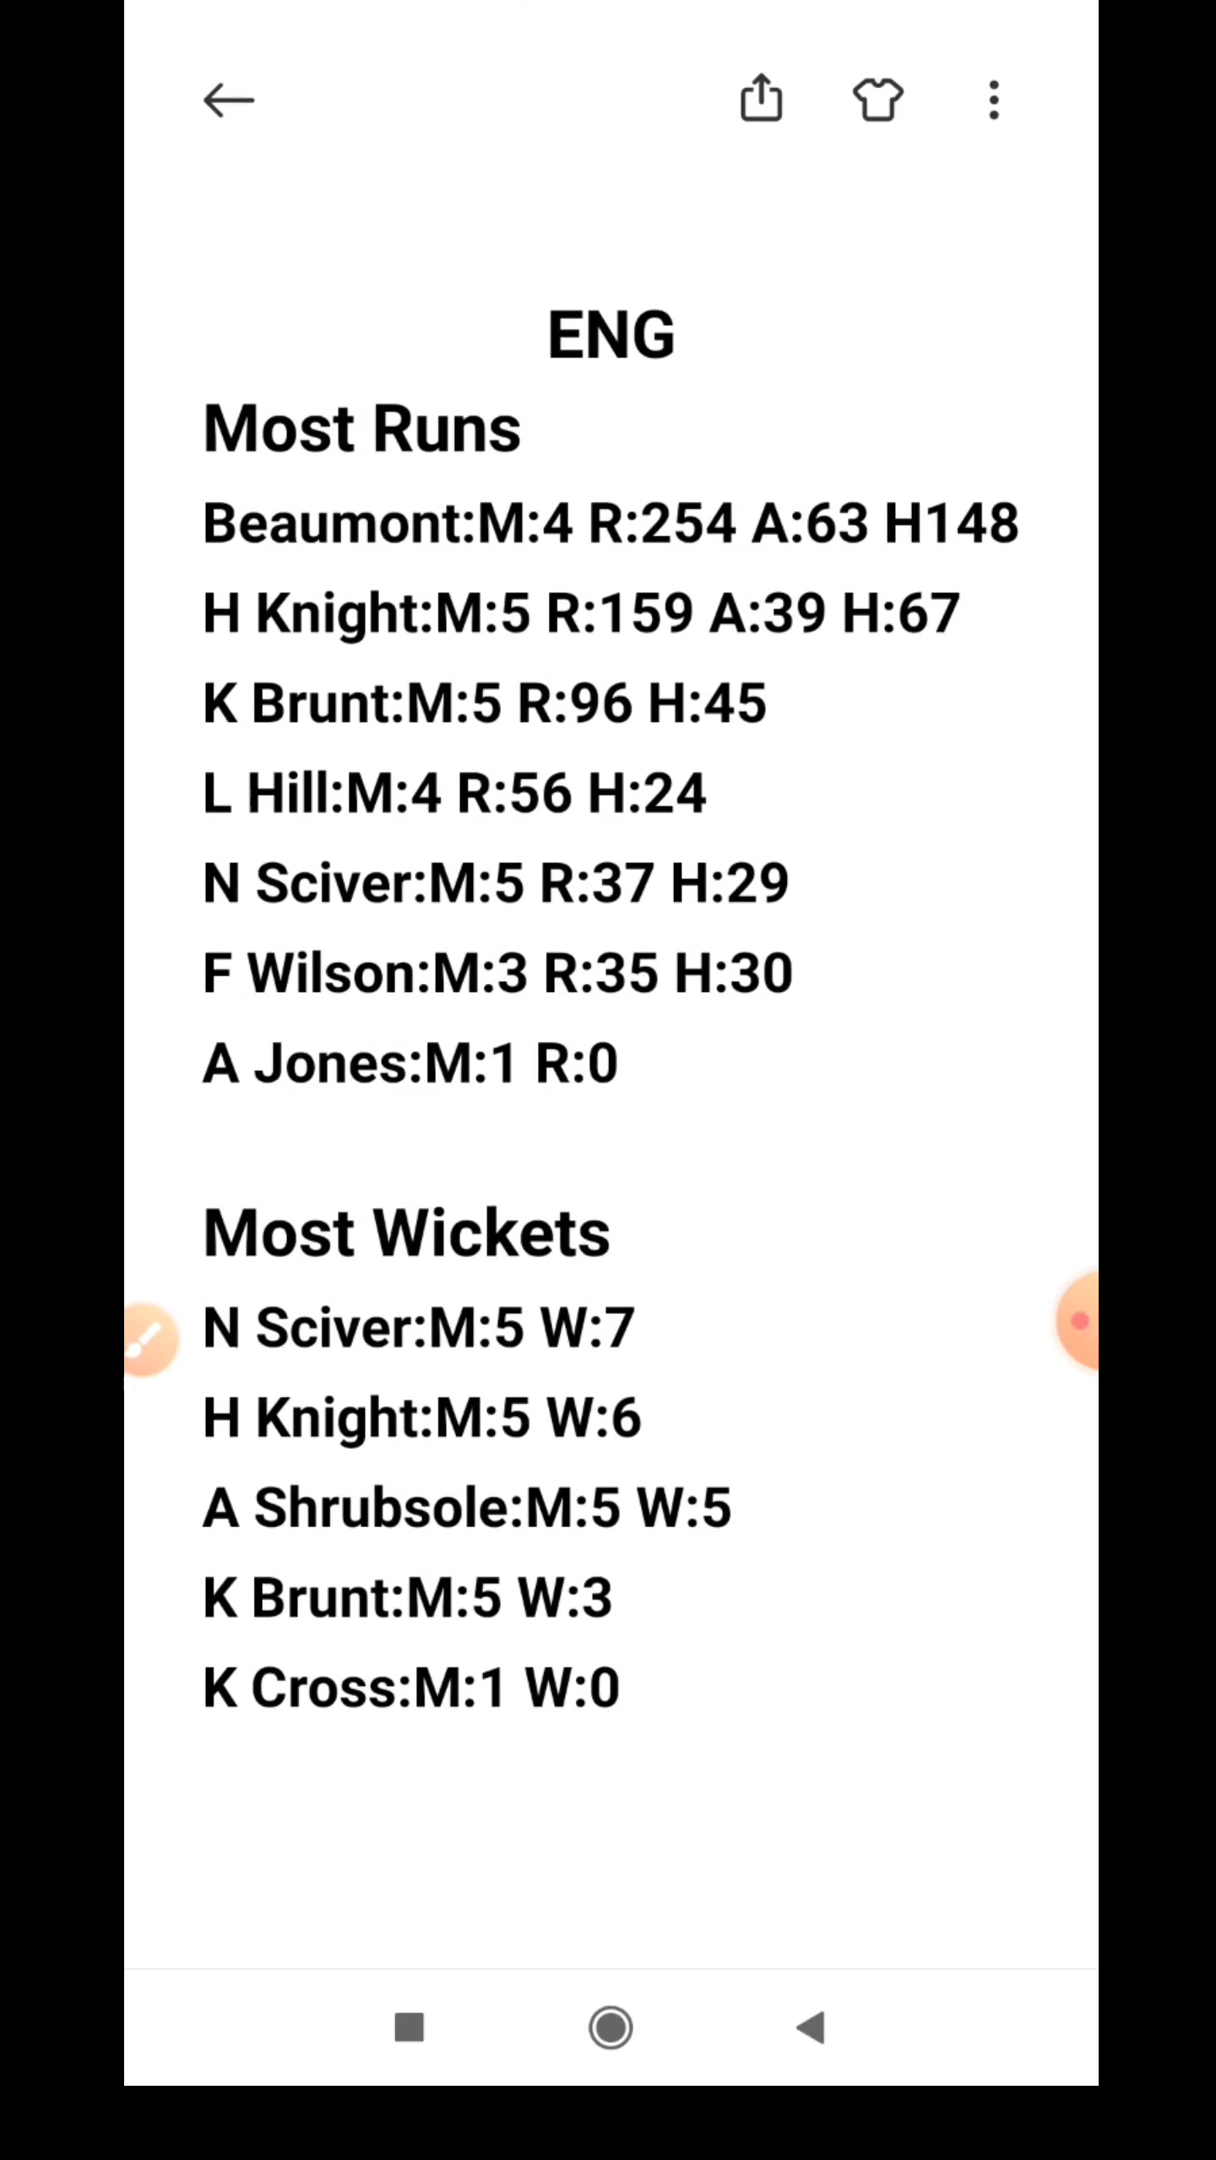 ENG
Most Runs
Beaumont:M:4 R:254 A:63 H148
H Knight:M:5 R:159 A:39 H:67
K Brunt:M:5 R:96 H:45
L Hill:M:4 R:56 H:24
N Sciver:M:5 R:37 H:29
F Wilson:M:3 R:35 H:30
A Jones:M:1 R:0
Most Wickets
N Sciver:M:5 W:7
H Knight:M:5 W:6
A Shrubsole:M:5 W:5
K Brunt:M:5 W:3
K Cross:M:1 W:0